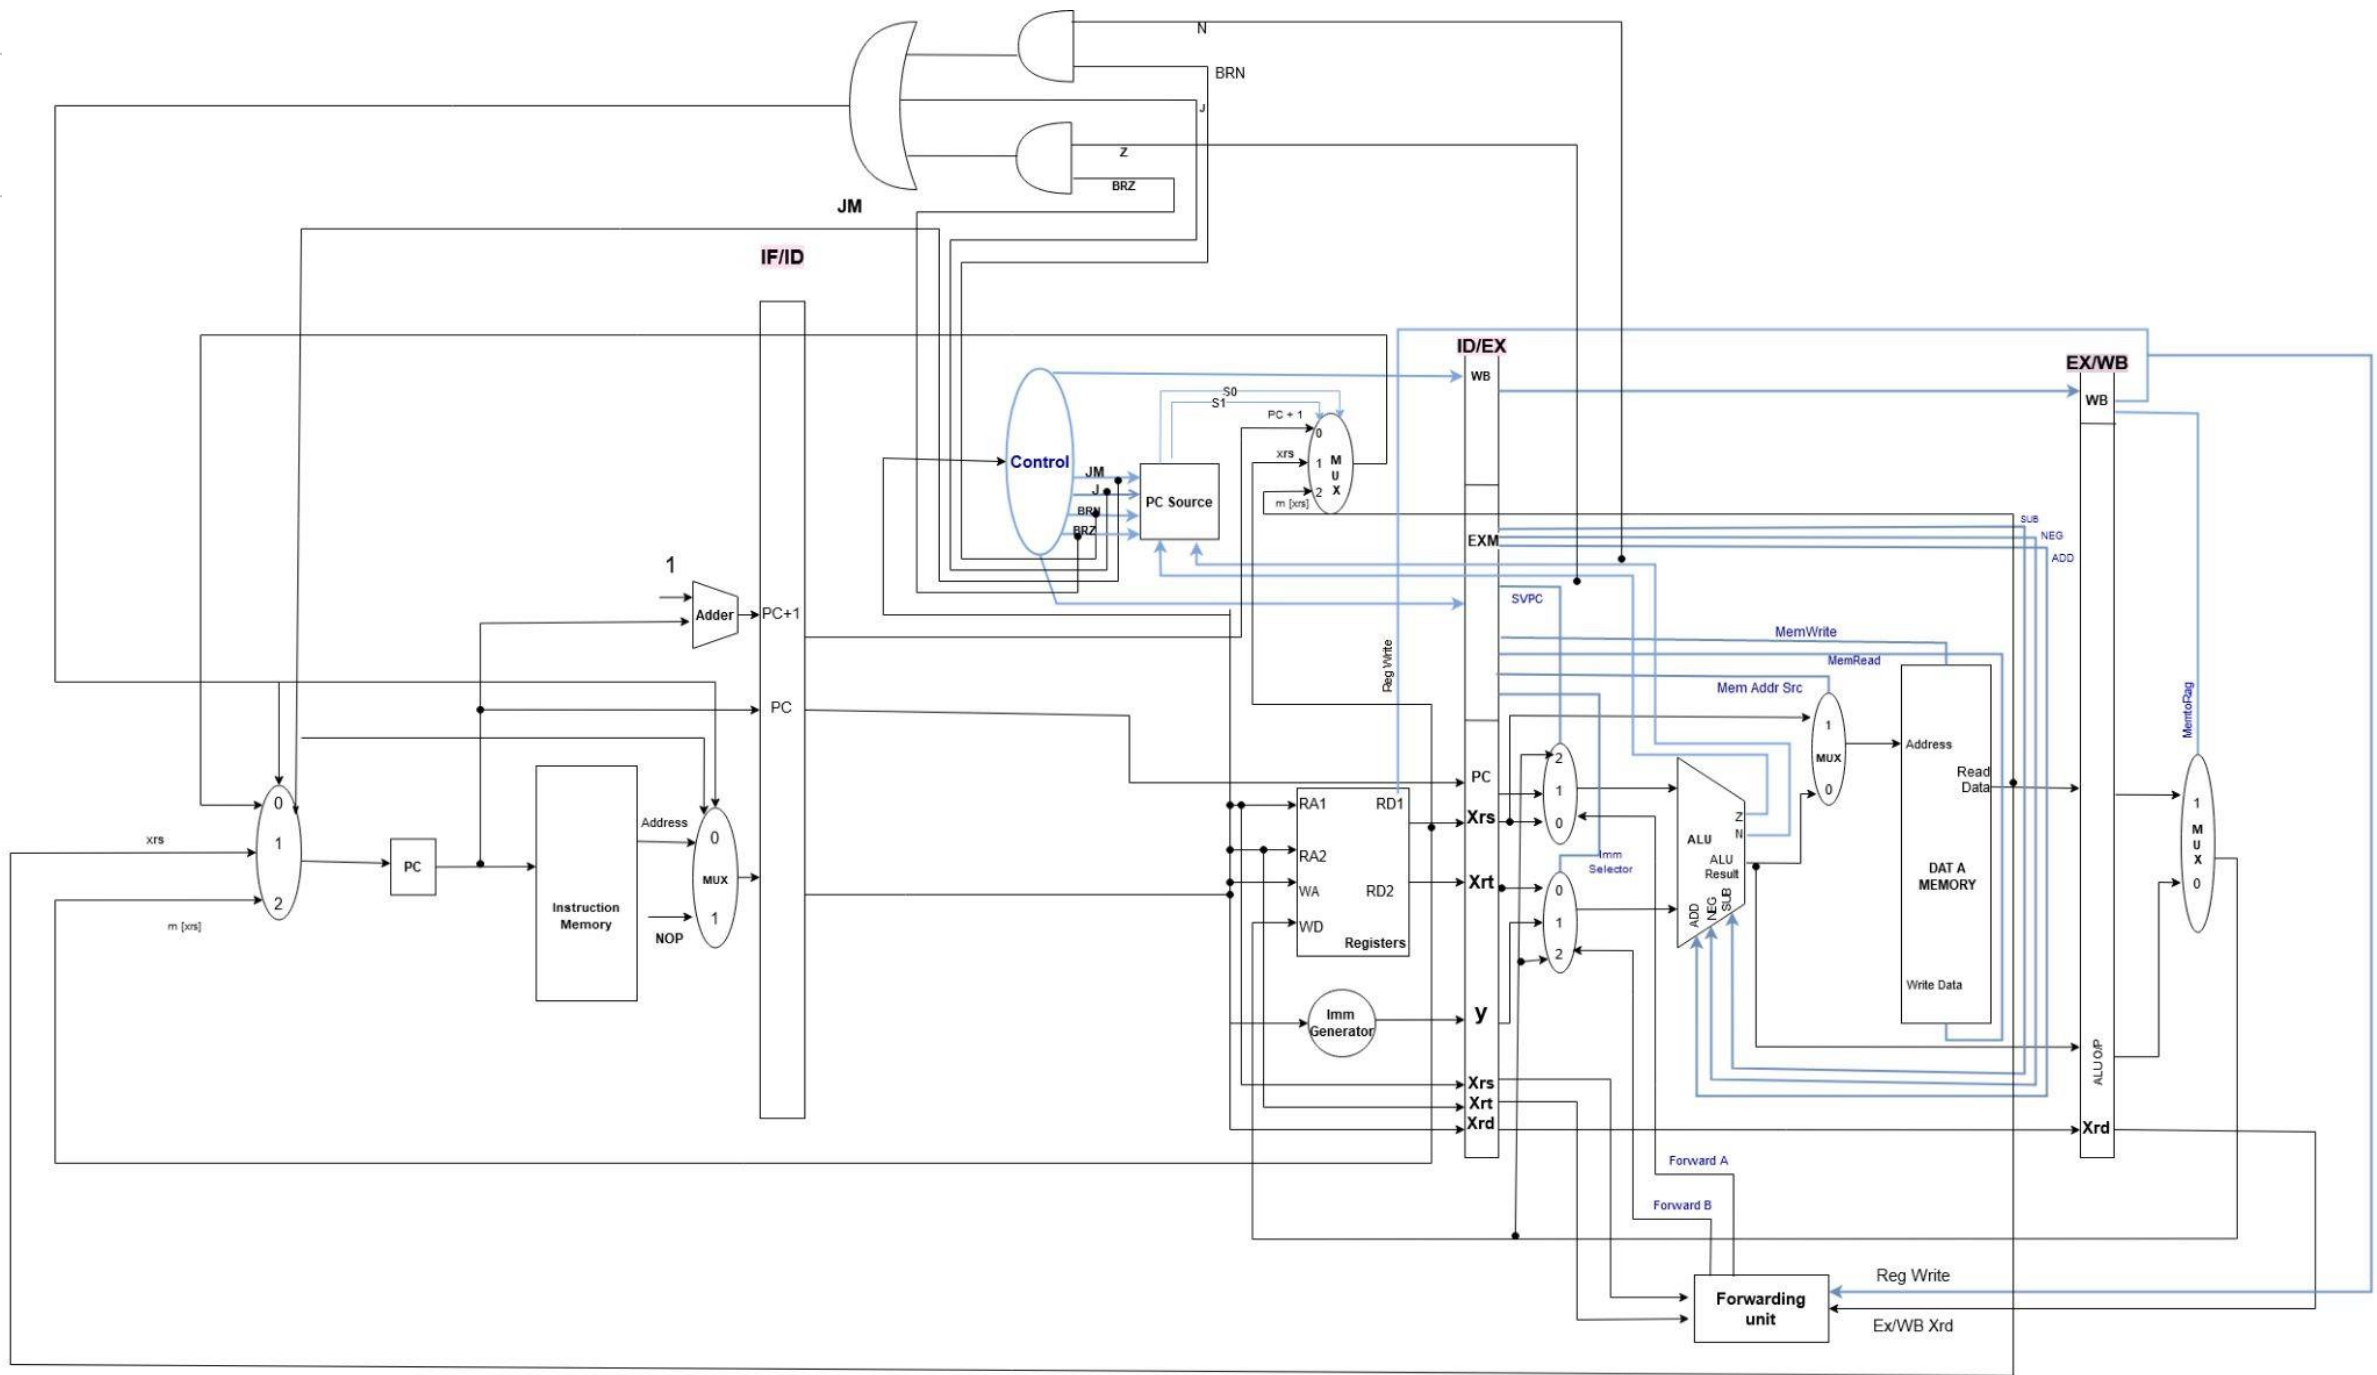 N
BRN
J
Z
BRZ
JM
IF/ID
ID/EX
EX/WB
WB
WB
S0
S1
PC + 1
0
xrs
1
M
U
X
2
m [xrs]
Control
JM
J
BRN
BRZ
PC Source
EXM
SUB
NEG
ADD
1
Adder
PC+1
SVPC
MemWrite
MemRead
Mem Addr Src
Reg Write
MemtoRag
PC
0
1
2
xrs
m [xrs]
PC
Instruction
Memory
Address
0
MUX
1
NOP
RA1
RD1
RA2
WA
RD2
WD
Registers
Imm
Generator
PC
Xrs
Xrt
y
Xrs
Xrt
Xrd
2
1
0
Imm
Selector
0
1
2
Z
N
ALU
ALU
Result
ADD
NEG
SUB
1
MUX
0
Address
Read
Data
DAT A
MEMORY
Write Data
ALU O/P
Xrd
1
M
U
X
0
Forward A
Forward B
Forwarding
unit
Reg Write
Ex/WB Xrd